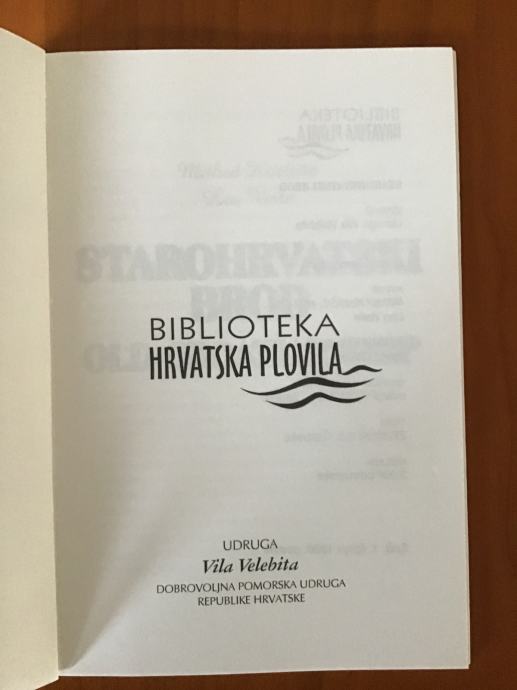 BIBLIOTEKA
HRVATSKA PLOVILA
UDRUGA
Vila Velebita
DOBROVOLJNA POMORSKA UDRUGA
REPUBLIKE HRVATSKE